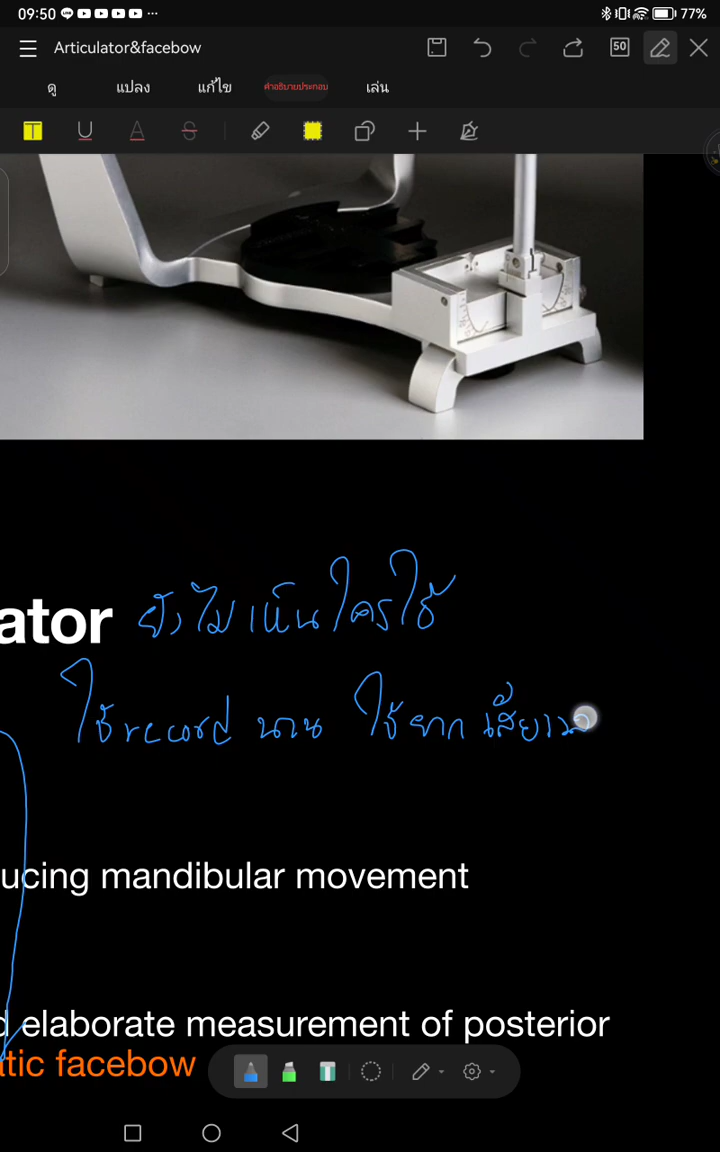 09:50 ... 77%
Articulator&facebow 50
ดู แปลง แก้ไข คำอธิบายประกอบ เล่น
T U A S
ator ยังไม่เห็นใครใช้
ใช้ record นาน ใช้ยาก เสียเว
ucing mandibular movement
d elaborate measurement of posterior
tic facebow